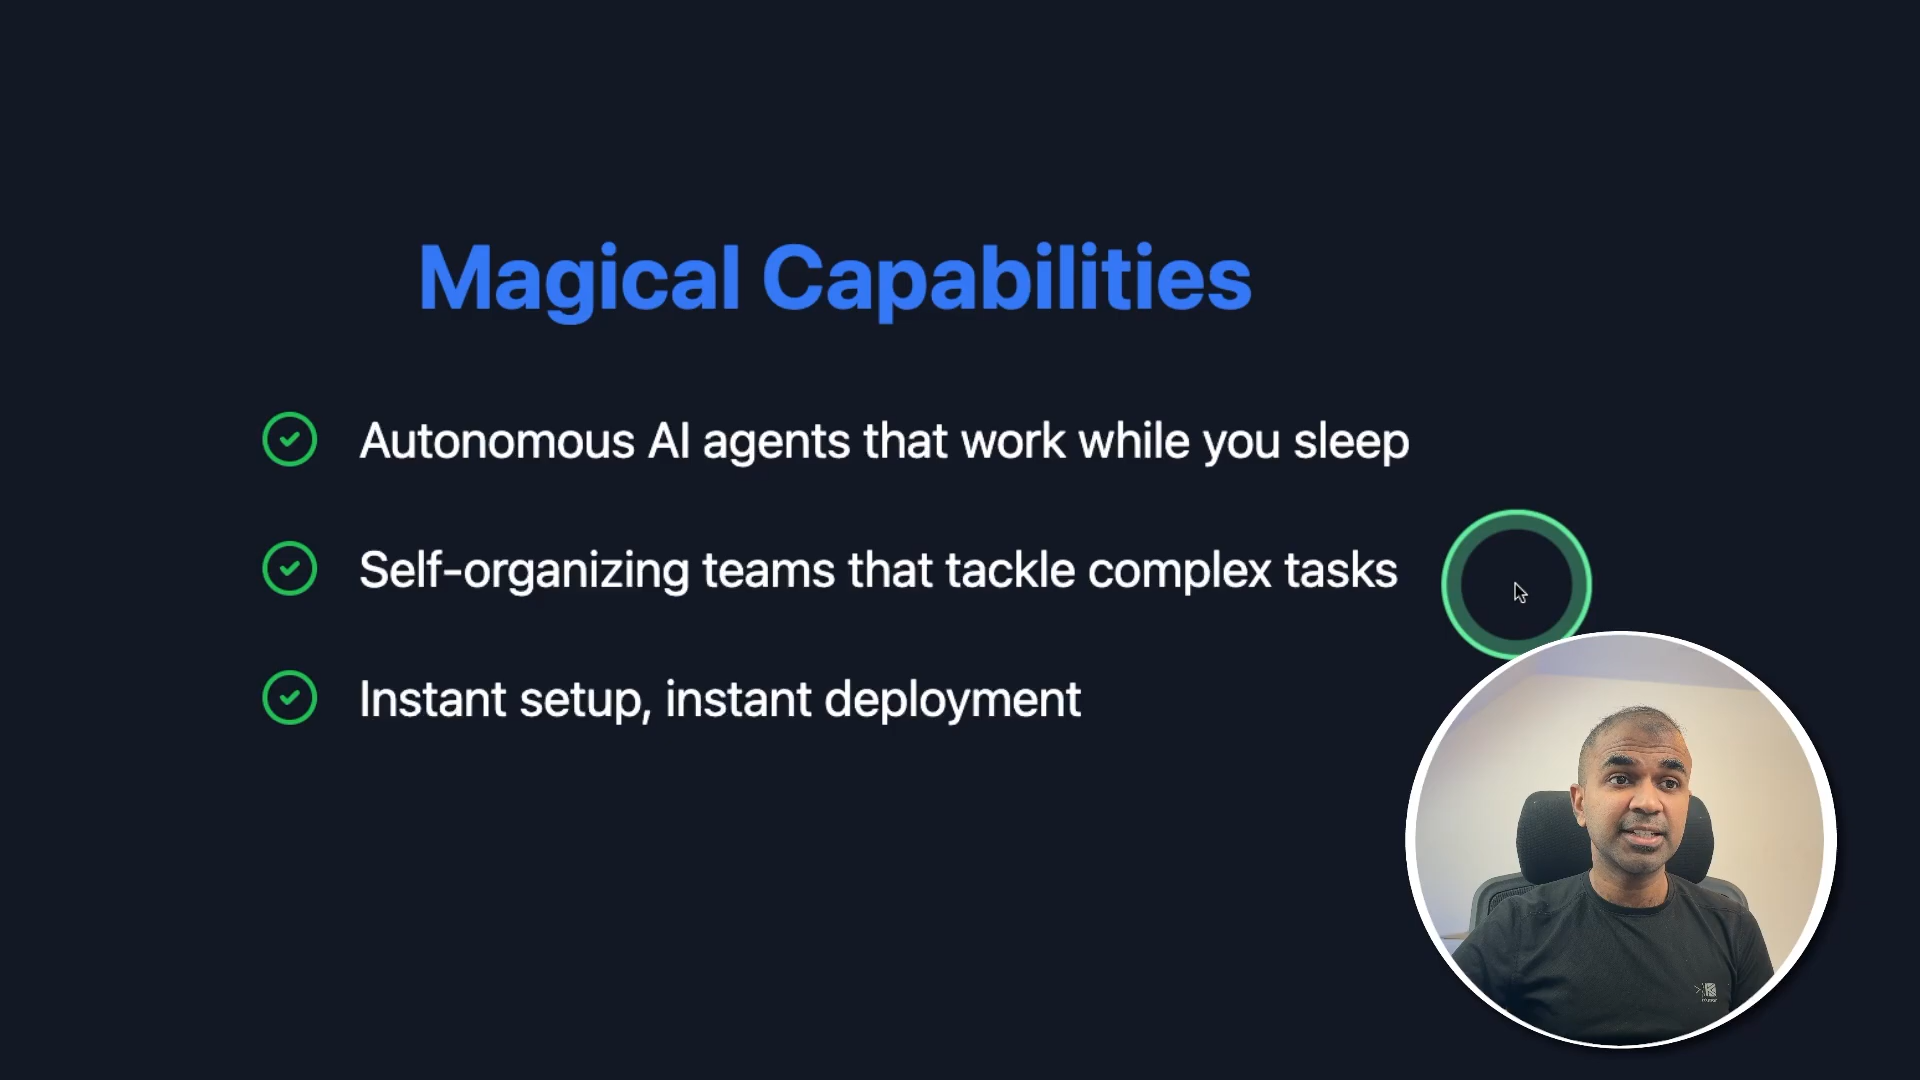 Magical Capabilities
Autonomous AI agents that work while you sleep
Self-organizing teams that tackle complex tasks
Instant setup, instant deployment